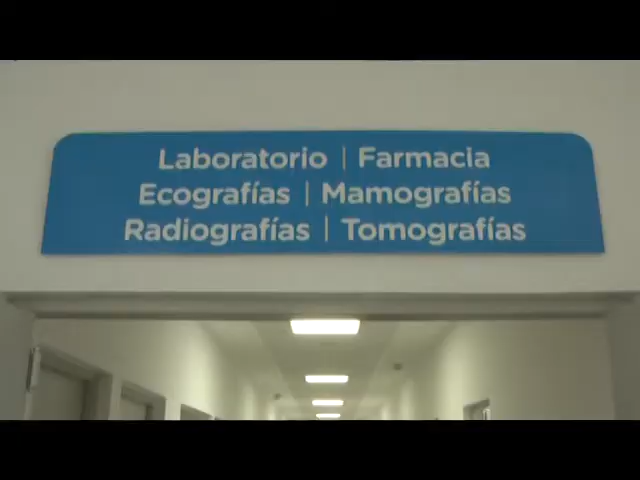 Laboratorio | Farmacia
Ecografías | Mamografías
Radiografías | Tomografías